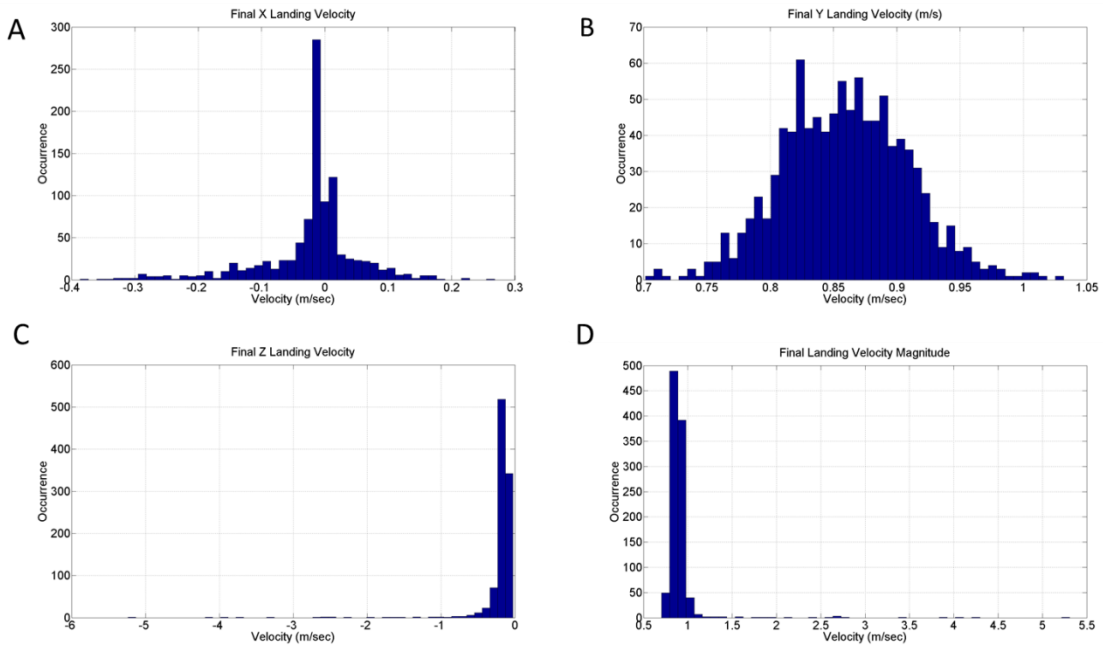 A
Final X Landing Velocity
300
250
200
150
100
50
0
Occurrence
-0.4 -0.3 -0.2 -0.1 0 0.1 0.2 0.3
Velocity (m/sec)
B
Final Y Landing Velocity (m/s)
70
60
50
40
30
20
10
0
Occurrence
0.7 0.75 0.8 0.85 0.9 0.95 1 1.05
Velocity (m/sec)
C
Final Z Landing Velocity
600
500
400
300
200
100
0
Occurrence
-6 -5 -4 -3 -2 -1 0
Velocity (m/sec)
D
Final Landing Velocity Magnitude
500
450
400
350
300
250
200
150
100
50
0
Occurrence
0.5 1 1.5 2 2.5 3 3.5 4 4.5 5 5.5
Velocity (m/sec)